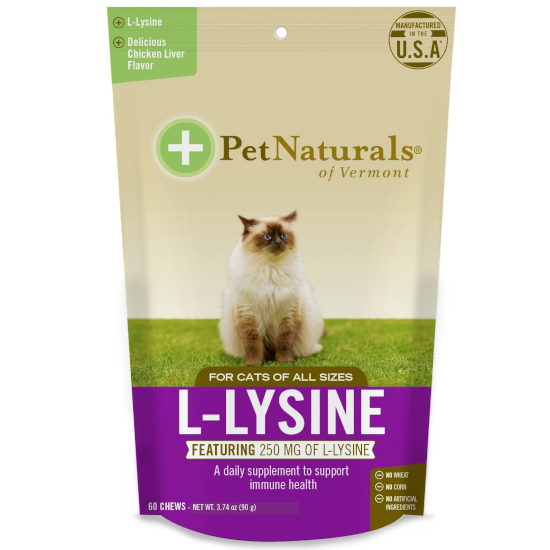 L-Lysine
Delicious
Chicken Liver
Flavor
MANUFACTURED
IN THE
U.S.A*
PetNaturals®
of Vermont
FOR CATS OF ALL SIZES
L-LYSINE
FEATURING 250 MG OF L-LYSINE
A daily supplement to support
immune health
NO WHEAT
NO CORN
NO ARTIFICIAL
INGREDIENTS
60 CHEWS - NET WT. 3.74 oz (90 g)